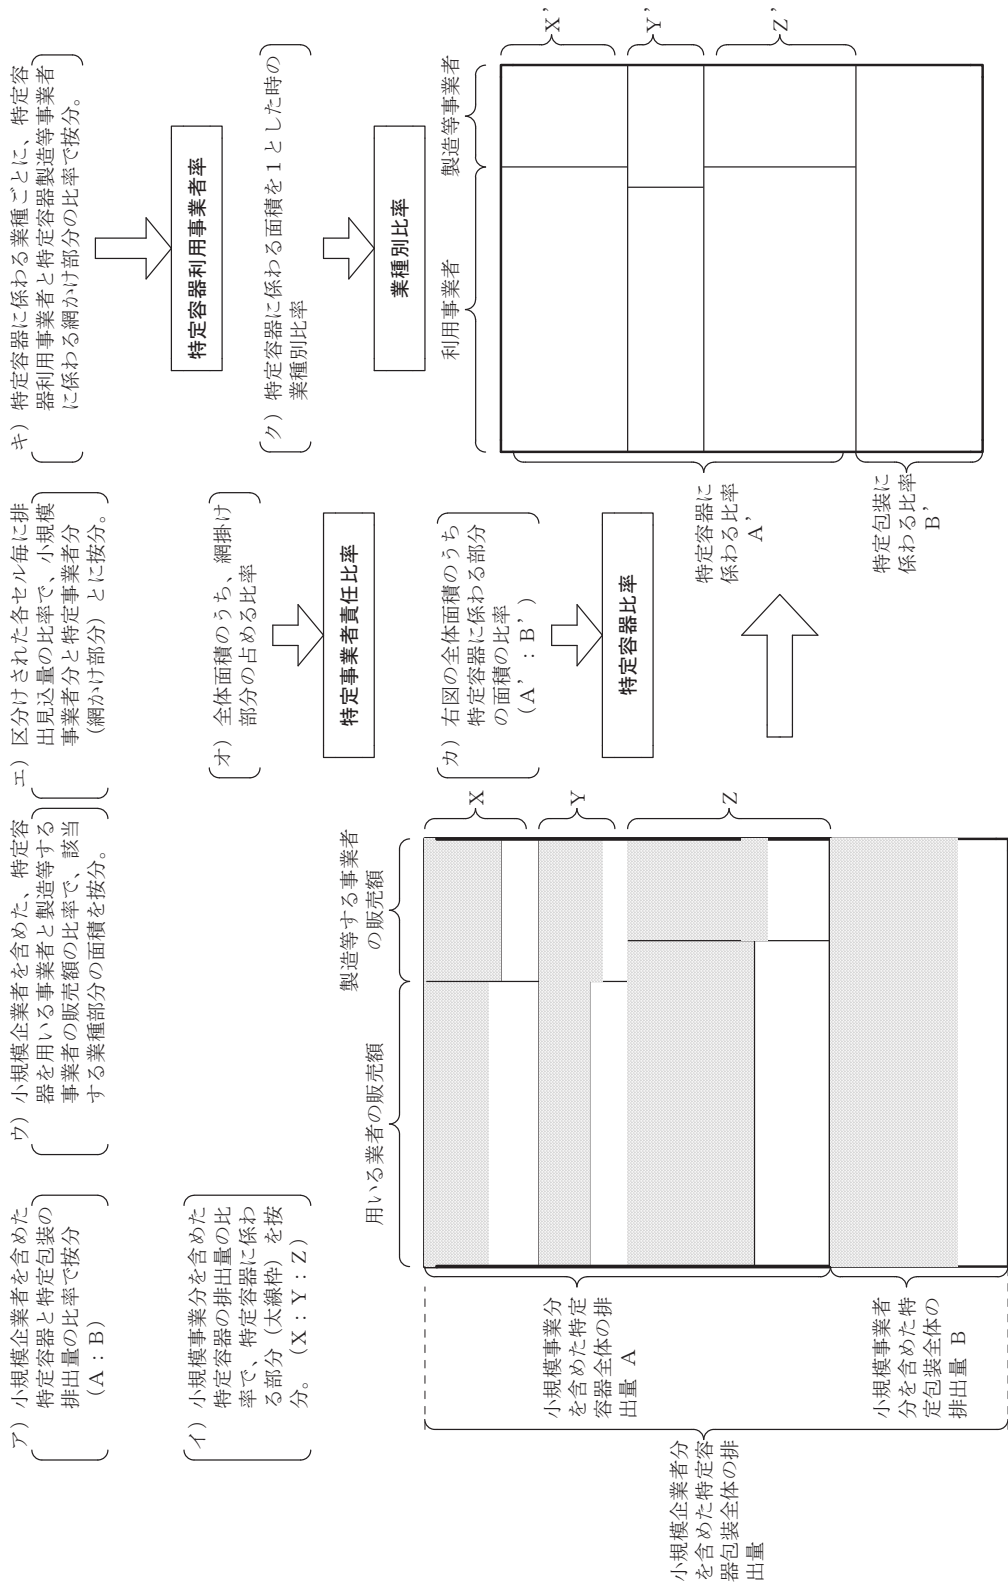 ア）小規模企業者を含めた
特定容器と特定包装の
排出量の比率で按分
（A：B）
イ）小規模事業分を含めた
特定容器の排出量の比
率で、特定容器に係わ
る部分（太線枠）を按
分。（X：Y：Z）
ウ）小規模企業者を含めた、特定容
器を用いる事業者と製造等する
事業者の販売額の比率で、該当
する業種部分の面積を按分。
エ）区分けされた各セル毎に排
出見込量の比率で、小規模
事業者分と特定事業者分
（網かけ部分）とに按分。
オ）全体面積のうち、網掛け
部分の占める比率
特定事業者責任比率
カ）右図の全体面積のうち
特定容器に係わる部分
の面積の比率
（A'：B'）
特定容器比率
キ）特定容器に係わる業種ごとに、特定容
器利用事業者と特定容器製造等事業者
に係わる網かけ部分の比率で按分。
特定容器利用事業者率
ク）特定容器に係わる面積を1とした時の
業種別比率
業種別比率
用いる業者の販売額
製造等する事業者
の販売額
X
Y
Z
小規模企業者分
を含めた特定容
器包装全体の排
出量
小規模事業分
を含めた特定
容器全体の排
出量 A
小規模事業者
分を含めた特
定包装全体の
排出量 B
利用事業者
製造等事業者
X'
Y'
Z'
特定容器に
係わる比率
A'
特定包装に
係わる比率
B'